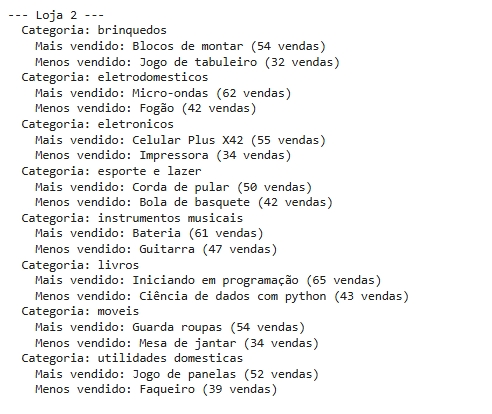 --- Loja 2 ---
Categoria: brinquedos
Mais vendido: Blocos de montar (54 vendas)
Menos vendido: Jogo de tabuleiro (32 vendas)
Categoria: eletrodomesticos
Mais vendido: Micro-ondas (62 vendas)
Menos vendido: Fogão (42 vendas)
Categoria: eletronicos
Mais vendido: Celular Plus X42 (55 vendas)
Menos vendido: Impressora (34 vendas)
Categoria: esporte e lazer
Mais vendido: Corda de pular (50 vendas)
Menos vendido: Bola de basquete (42 vendas)
Categoria: instrumentos musicais
Mais vendido: Bateria (61 vendas)
Menos vendido: Guitarra (47 vendas)
Categoria: livros
Mais vendido: Iniciando em programação (65 vendas)
Menos vendido: Ciência de dados com python (43 vendas)
Categoria: moveis
Mais vendido: Guarda roupas (54 vendas)
Menos vendido: Mesa de jantar (34 vendas)
Categoria: utilidades domesticas
Mais vendido: Jogo de panelas (52 vendas)
Menos vendido: Faqueiro (39 vendas)